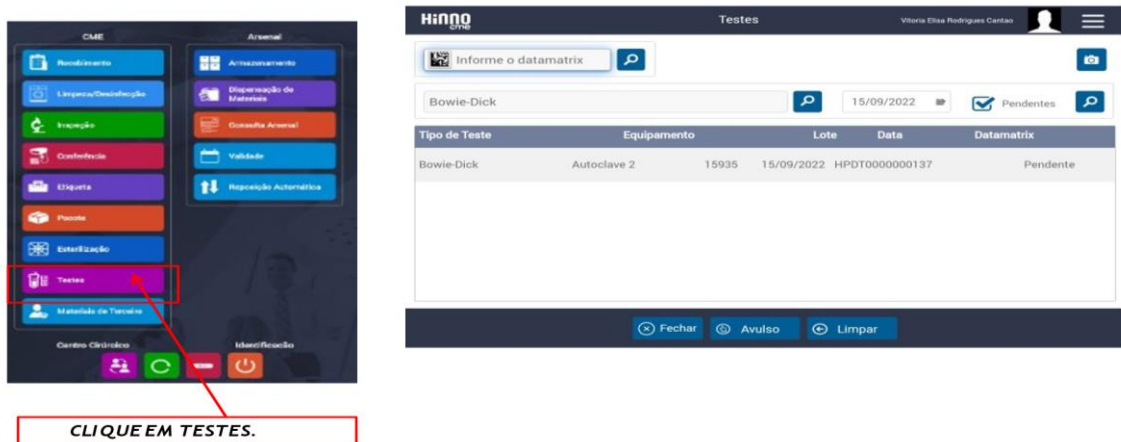 CME
Arsenal
Recebimento
Armazenamento
Limpeza/Desinfecção
Dispensação de
Materiais
Inspeção
Consulta Arsenal
Conferência
Validade
Etiqueta
Reposição Automática
Pacote
Esterilização
Testes
Materiais de Terceiro
Centro Cirúrgico
Identificação
CLIQUE EM TESTES.
HiNNO
cme
Testes
Vitoria Elisa Rodrigues Cantao
Informe o datamatrix
Bowie-Dick
15/09/2022
Pendentes
Tipo de Teste Equipamento Lote Data Datamatrix
Bowie-Dick Autoclave 2 15935 15/09/2022 HPDT0000000137 Pendente
Fechar Avulso Limpar